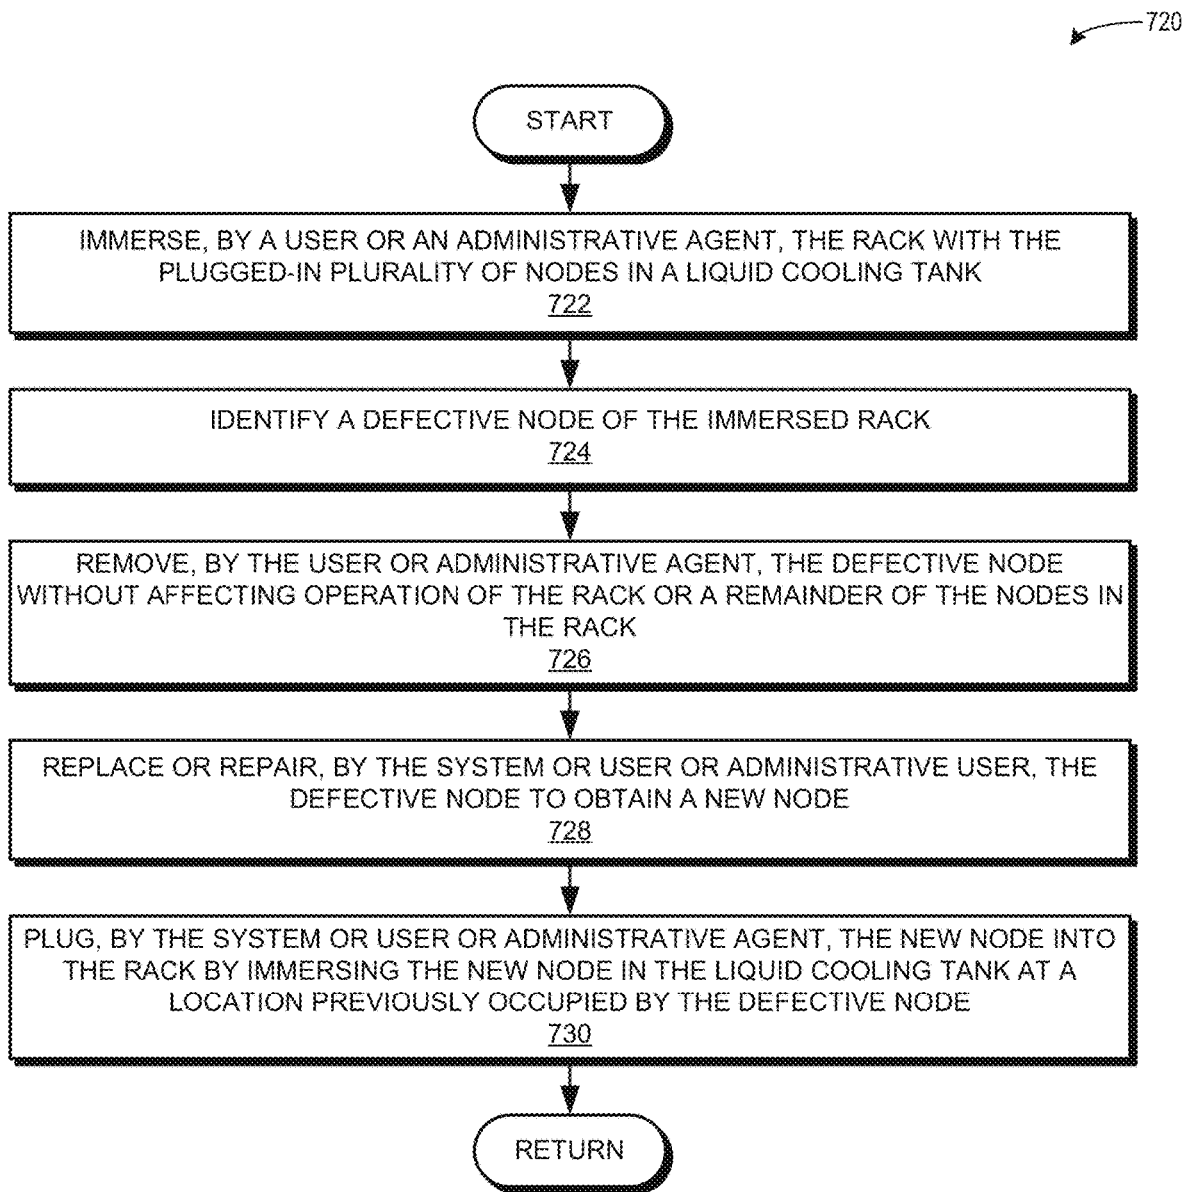 720
START
IMMERSE, BY A USER OR AN ADMINISTRATIVE AGENT, THE RACK WITH THE
PLUGGED-IN PLURALITY OF NODES IN A LIQUID COOLING TANK
722
IDENTIFY A DEFECTIVE NODE OF THE IMMERSED RACK
724
REMOVE, BY THE USER OR ADMINISTRATIVE AGENT, THE DEFECTIVE NODE
WITHOUT AFFECTING OPERATION OF THE RACK OR A REMAINDER OF THE NODES IN
THE RACK
726
REPLACE OR REPAIR, BY THE SYSTEM OR USER OR ADMINISTRATIVE USER, THE
DEFECTIVE NODE TO OBTAIN A NEW NODE
728
PLUG, BY THE SYSTEM OR USER OR ADMINISTRATIVE AGENT, THE NEW NODE INTO
THE RACK BY IMMERSING THE NEW NODE IN THE LIQUID COOLING TANK AT A
LOCATION PREVIOUSLY OCCUPIED BY THE DEFECTIVE NODE
730
RETURN